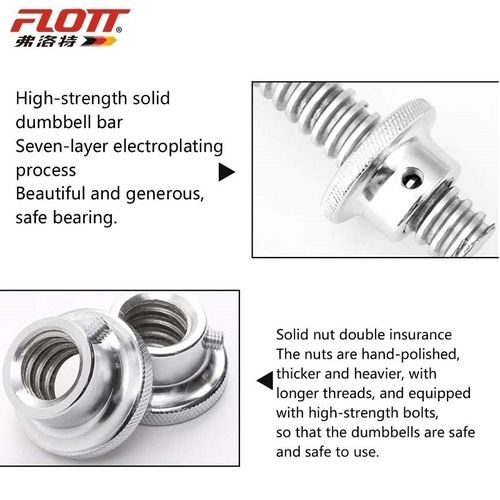 FLOTT
弗洛特
High-strength solid
dumbbell bar
Seven-layer electroplating
process
Beautiful and generous,
safe bearing.
Solid nut double insurance
The nuts are hand-polished,
thicker and heavier, with
longer threads, and equipped
with high-strength bolts,
so that the dumbbells are safe
and safe to use.